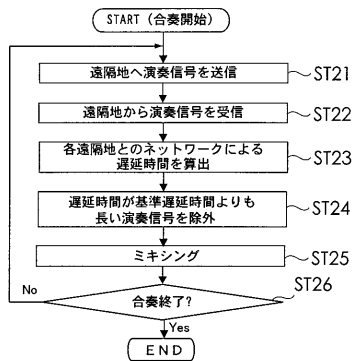 START (合奏開始)
遠隔地へ演奏信号を送信
ST21
遠隔地から演奏信号を受信
ST22
各遠隔地とのネットワークによる
遅延時間を算出
ST23
遅延時間が基準遅延時間よりも
長い演奏信号を除外
ST24
ミキシング
ST25
合奏終了?
ST26
No
Yes
END